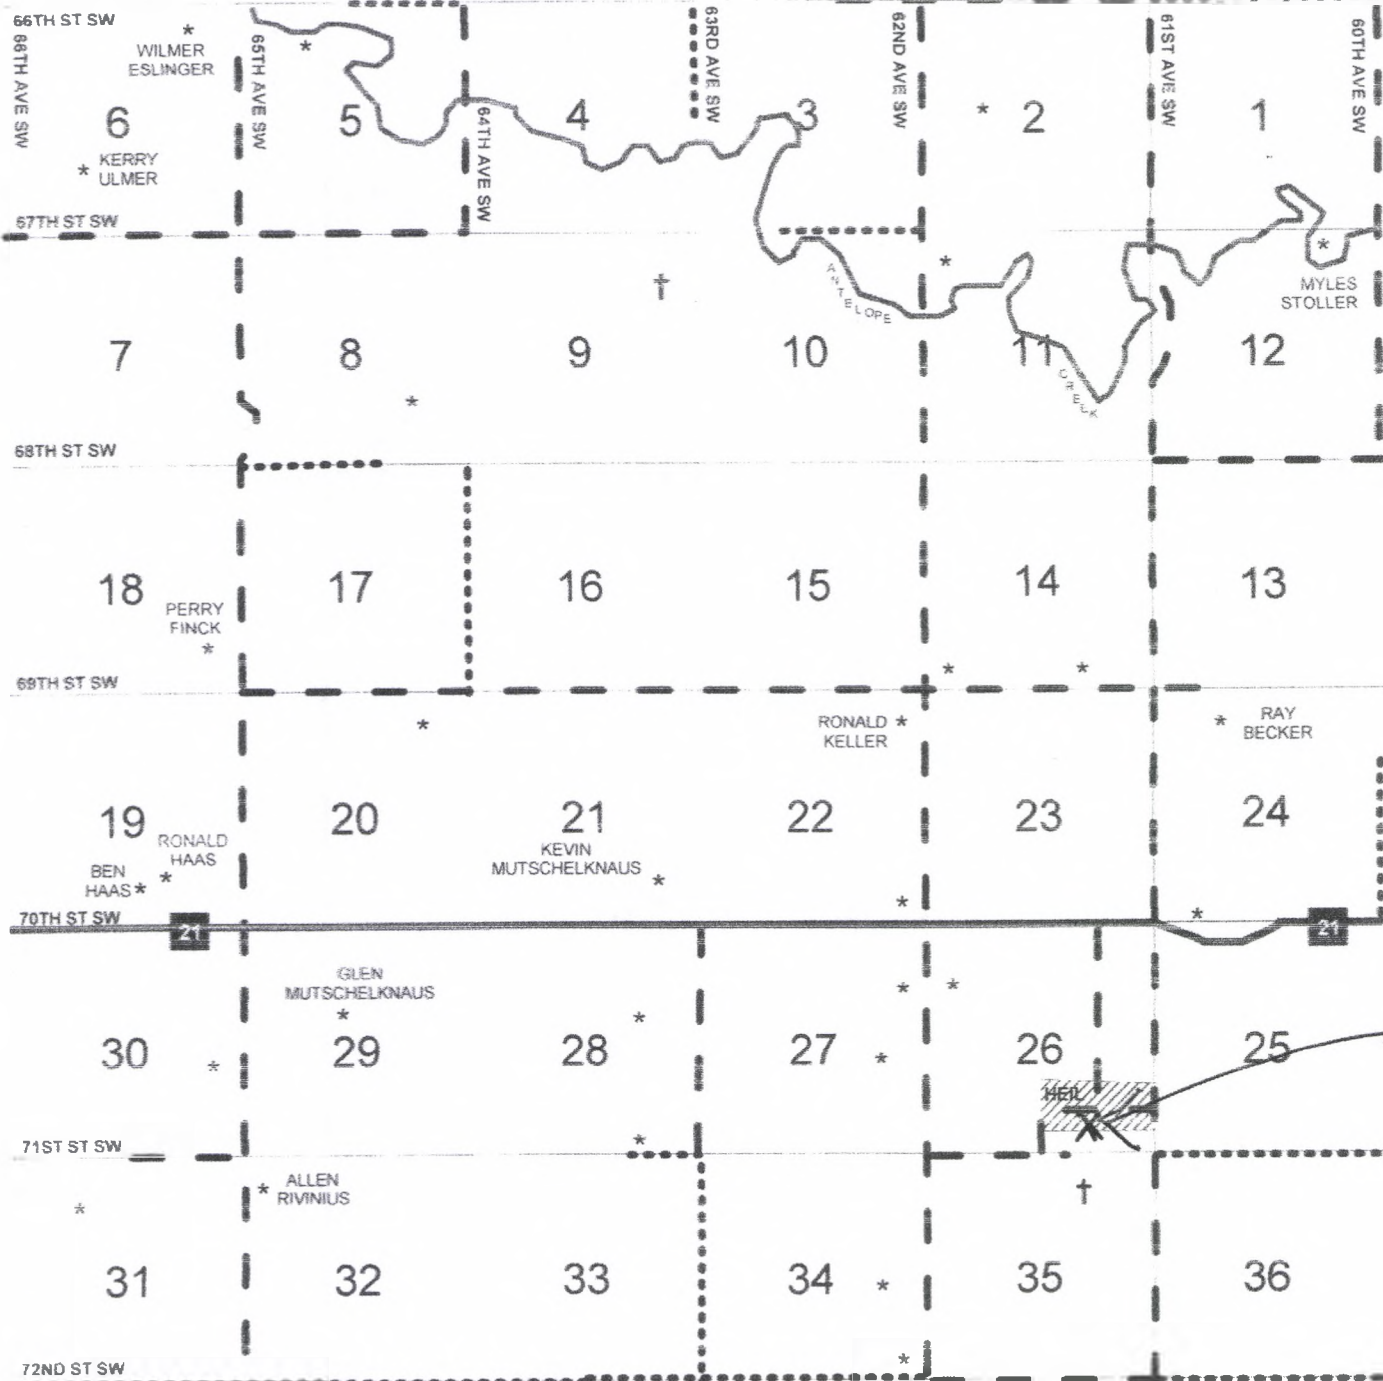 66TH ST SW
66TH AVE SW
65TH AVE SW
64TH AVE SW
63RD AVE SW
62ND AVE SW
61ST AVE SW
60TH AVE SW
WILMER
ESLINGER
6
5
4
3
2
1
KERRY
ULMER
67TH ST SW
ANTELOPE
CREEK
MYLES
STOLLER
7
8
9
10
11
12
68TH ST SW
18
17
16
15
14
13
PERRY
FINCK
69TH ST SW
RONALD
KELLER
RAY
BECKER
19
20
21
22
23
24
RONALD
HAAS
BEN
HAAS
KEVIN
MUTSCHELKNAUS
70TH ST SW
21
21
GLEN
MUTSCHELKNAUS
30
29
28
27
26
25
HEIL
X
71ST ST SW
ALLEN
RIVINIUS
31
32
33
34
35
36
72ND ST SW